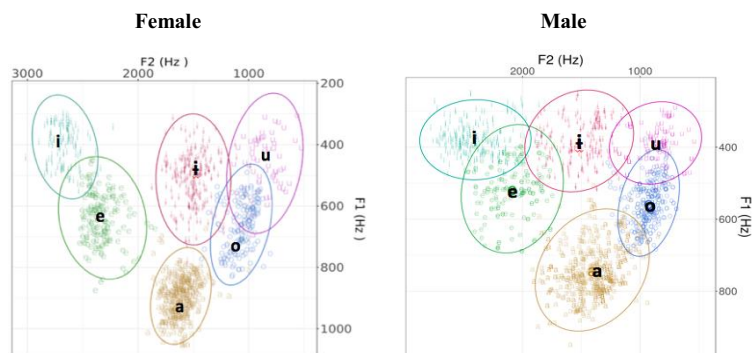 Female Male
F2 (Hz ) F2 (Hz)
3000 2000 1000 200 2000 1000
i i ɨ u
400 ɨ u 400
e o
600 e F1 (Hz ) 600 F1 (Hz )
o
800 a 800
a
1000